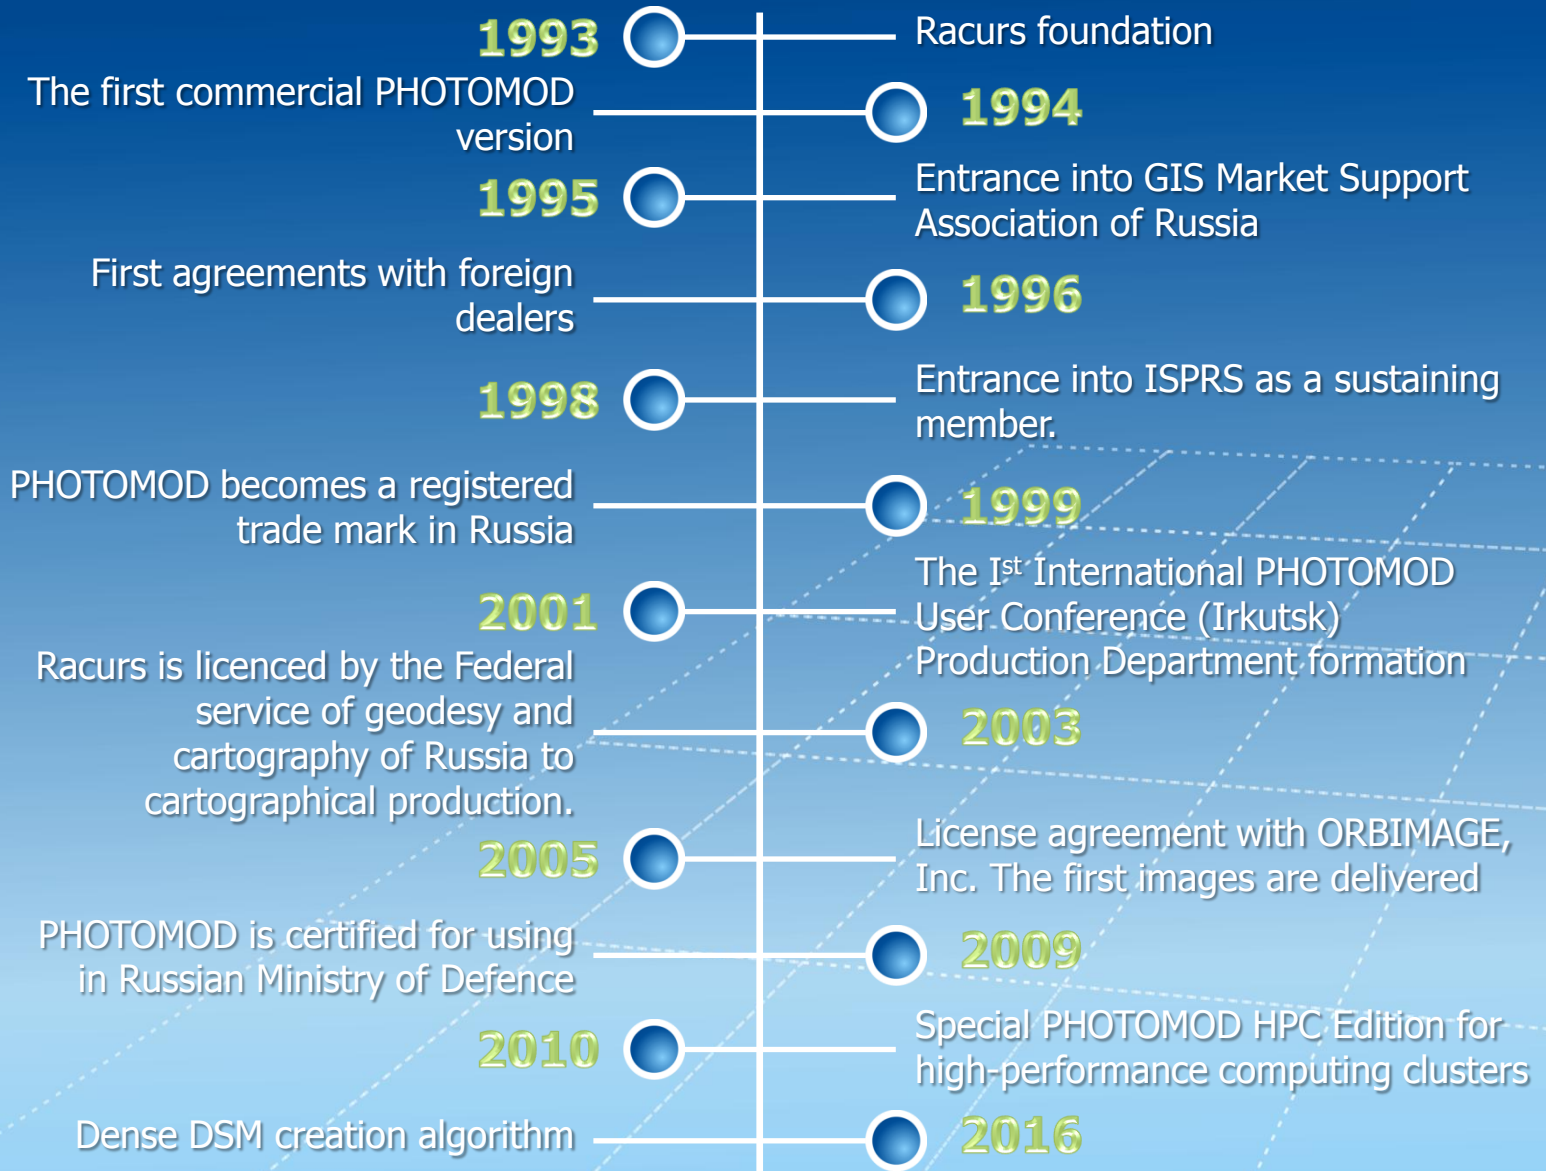 1993
Racurs foundation
The first commercial PHOTOMOD
version
1994
1995
Entrance into GIS Market Support
Association of Russia
First agreements with foreign
dealers
1996
1998
Entrance into ISPRS as a sustaining
member.
PHOTOMOD becomes a registered
trade mark in Russia
1999
2001
The Ist International PHOTOMOD
User Conference (Irkutsk)
Production Department formation
Racurs is licenced by the Federal
service of geodesy and
cartography of Russia to
cartographical production.
2003
2005
License agreement with ORBIMAGE,
Inc. The first images are delivered
PHOTOMOD is certified for using
in Russian Ministry of Defence
2009
2010
Special PHOTOMOD HPC Edition for
high-performance computing clusters
Dense DSM creation algorithm
2016